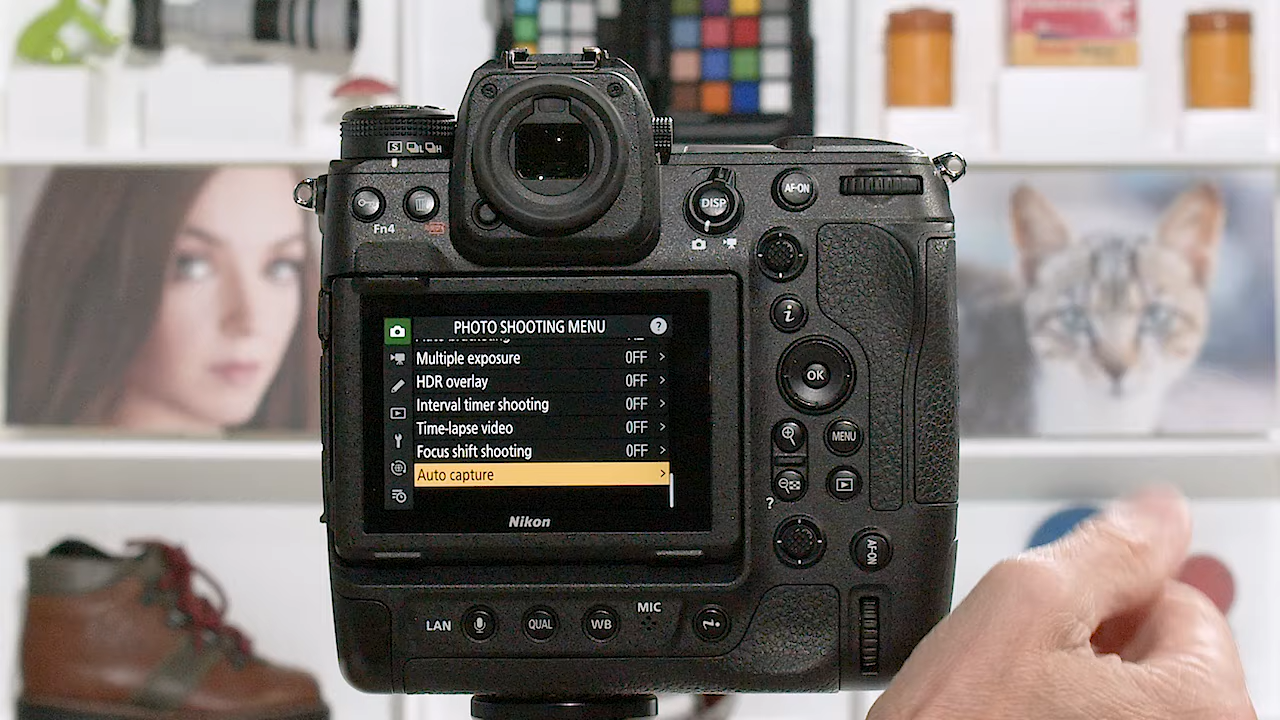 S L H
Fn4
DISP
AF-ON
i
PHOTO SHOOTING MENU ?
Multiple exposure OFF >
HDR overlay OFF >
Interval timer shooting OFF >
Time-lapse video OFF >
Focus shift shooting OFF >
Auto capture >
Nikon
OK
MENU
?
AF-ON
LAN
QUAL
WB
MIC